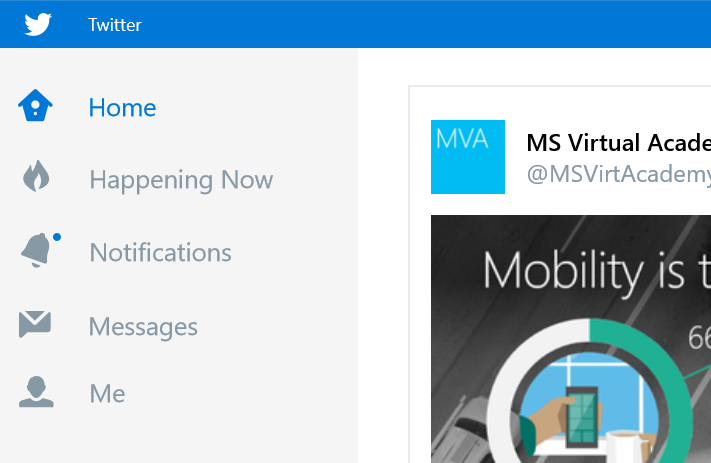 Twitter
Home
Happening Now
Notifications
Messages
Me
MVA
MS Virtual Acade
@MSVirtAcademy
Mobility is t
66